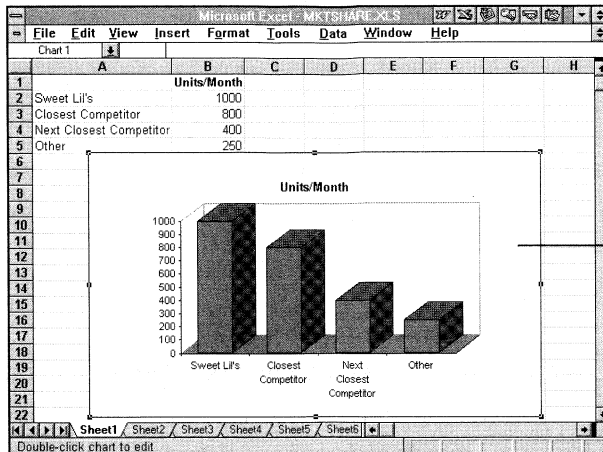 Microsoft Excel - MKTSHARE.XLS
File Edit View Insert Format Tools Data Window Help
Chart 1
A B C D E F G H
1 Units/Month
2 Sweet Lil's 1000
3 Closest Competitor 800
4 Next Closest Competitor 400
5 Other 250
6
7
8
9
10
11
12
13
14
15
16
17
18
19
20
21
22
Units/Month
1000
900
800
700
600
500
400
300
200
100
0
Sweet Lil's Closest Competitor Next Closest Competitor Other
Sheet1 Sheet2 Sheet3 Sheet4 Sheet5 Sheet6
Double-click chart to edit